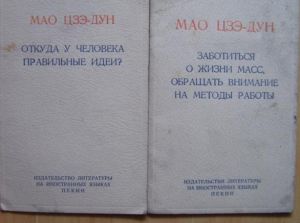 МАО ЦЗЭ-ДУН
ОТКУДА У ЧЕЛОВЕКА
ПРАВИЛЬНЫЕ ИДЕИ?
ИЗДАТЕЛЬСТВО ЛИТЕРАТУРЫ
НА ИНОСТРАННЫХ ЯЗЫКАХ
ПЕКИН
МАО ЦЗЭ-ДУН
ЗАБОТИТЬСЯ
О ЖИЗНИ МАСС,
ОБРАЩАТЬ ВНИМАНИЕ
НА МЕТОДЫ РАБОТЫ
ИЗДАТЕЛЬСТВО ЛИТЕРАТУРЫ
НА ИНОСТРАННЫХ ЯЗЫКАХ
ПЕКИН